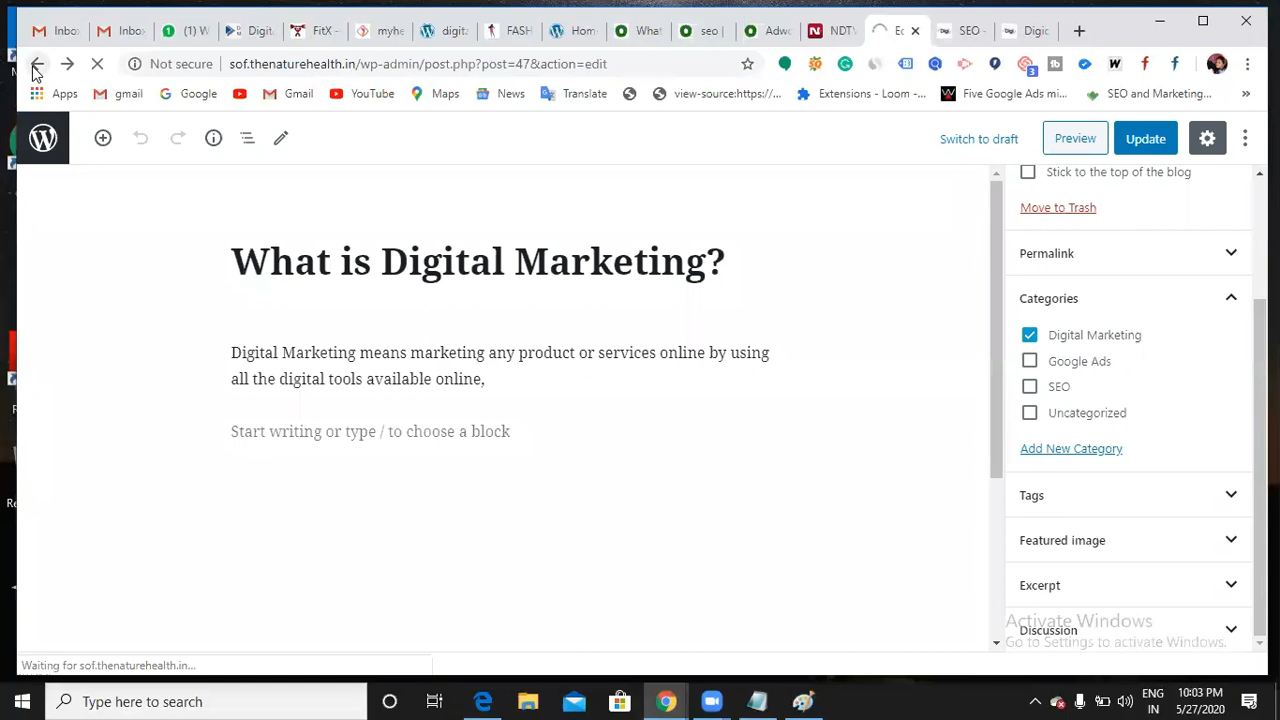 Inbo
Inbo
(1) W
Digita
FitX -
myhe
digita
FASH
Hom
What
seo |
Adwo
NDTV
Ec
SEO -
Digit
Not secure
sof.thenaturehealth.in/wp-admin/post.php?post=47&action=edit
3
Apps
gmail
Google
YouTube
Gmail
YouTube
Maps
News
Translate
view-source:https://...
Extensions - Loom -...
Five Google Ads mi...
SEO and Marketing...
Switch to draft
Preview
Update
What is Digital Marketing?
Digital Marketing means marketing any product or services online by using
all the digital tools available online,
Start writing or type / to choose a block
Stick to the top of the blog
Move to Trash
Permalink
Categories
Digital Marketing
Google Ads
SEO
Uncategorized
Add New Category
Tags
Featured image
Excerpt
Discussion
Activate Windows
Go to Settings to activate Windows.
Waiting for sof.thenaturehealth.in...
Type here to search
ENG
IN
10:03 PM
5/27/2020